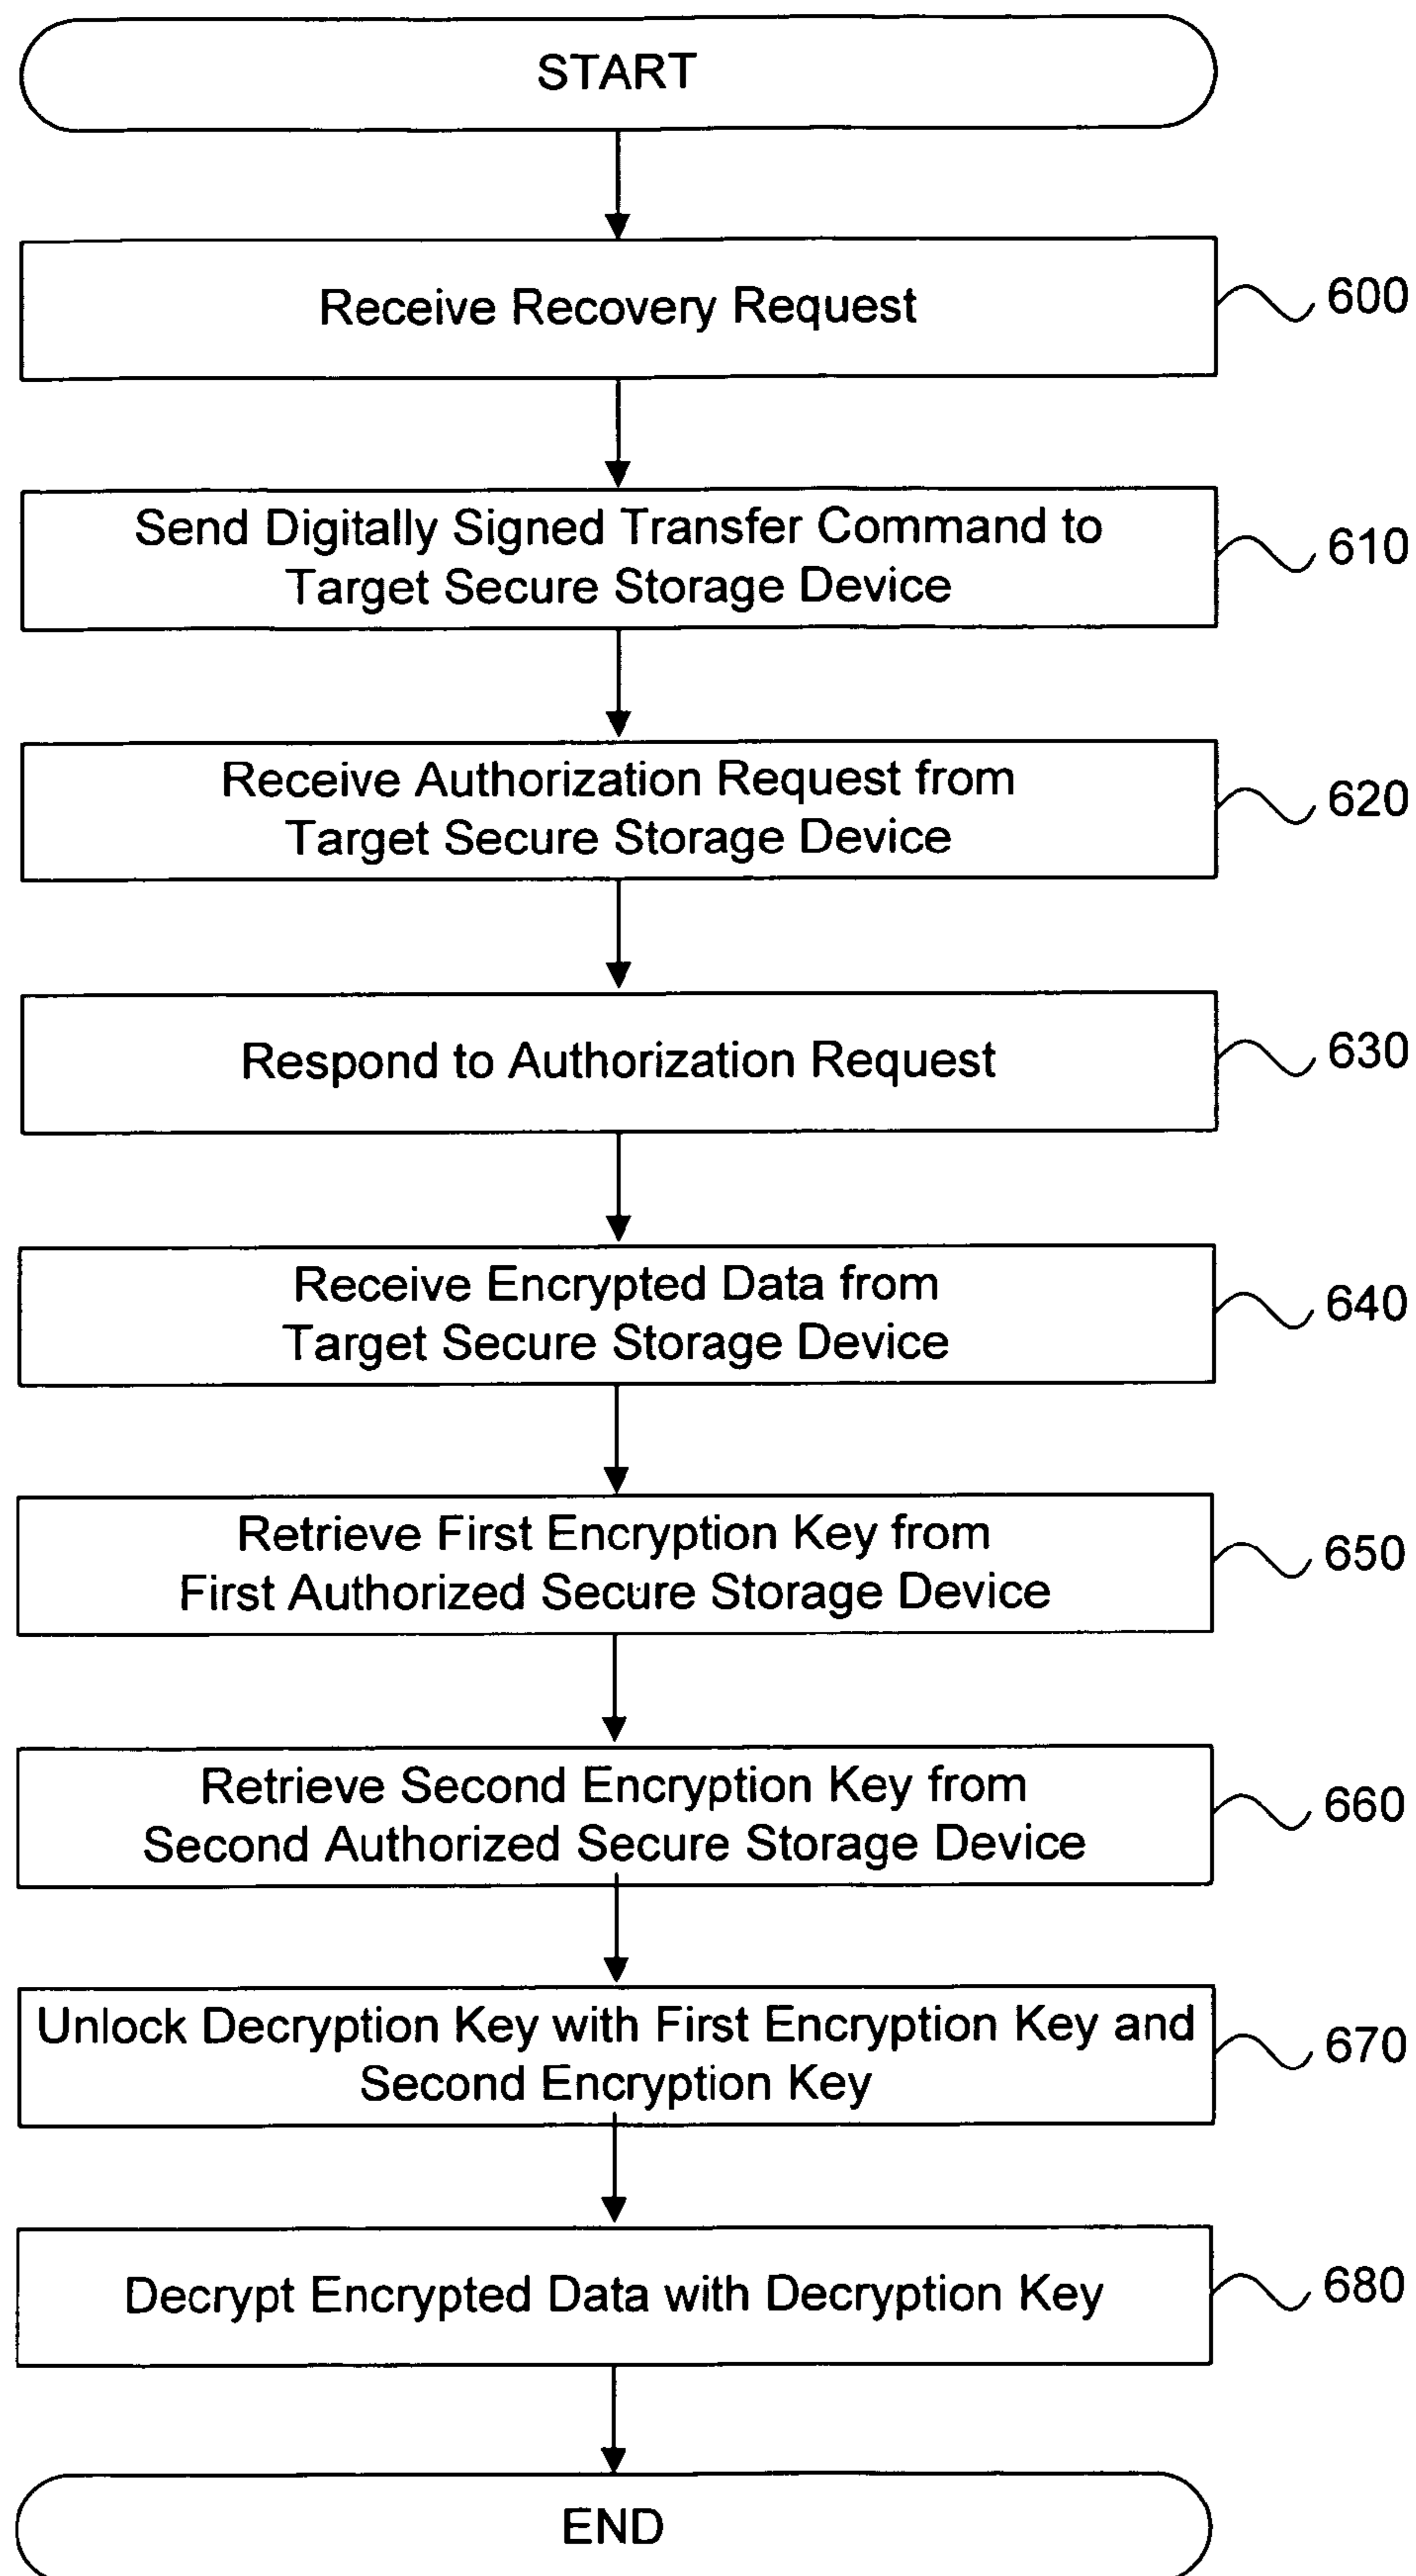 START
Receive Recovery Request
600
Send Digitally Signed Transfer Command to
Target Secure Storage Device
610
Receive Authorization Request from
Target Secure Storage Device
620
Respond to Authorization Request
630
Receive Encrypted Data from
Target Secure Storage Device
640
Retrieve First Encryption Key from
First Authorized Secure Storage Device
650
Retrieve Second Encryption Key from
Second Authorized Secure Storage Device
660
Unlock Decryption Key with First Encryption Key and
Second Encryption Key
670
Decrypt Encrypted Data with Decryption Key
680
END